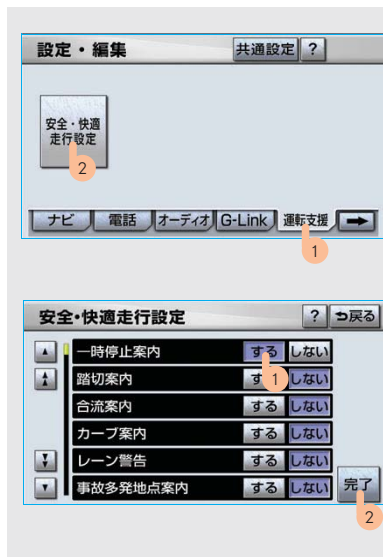 設定・編集 共通設定 ?
安全・快適
走行設定
2
ナビ 電話 オーディオ G-Link 運転支援
1
安全・快適走行設定 ? 戻る
一時停止案内 する しない
1
踏切案内 する しない
合流案内 する しない
カーブ案内 する しない
レーン警告 する しない
事故多発地点案内 する しない 完了
2